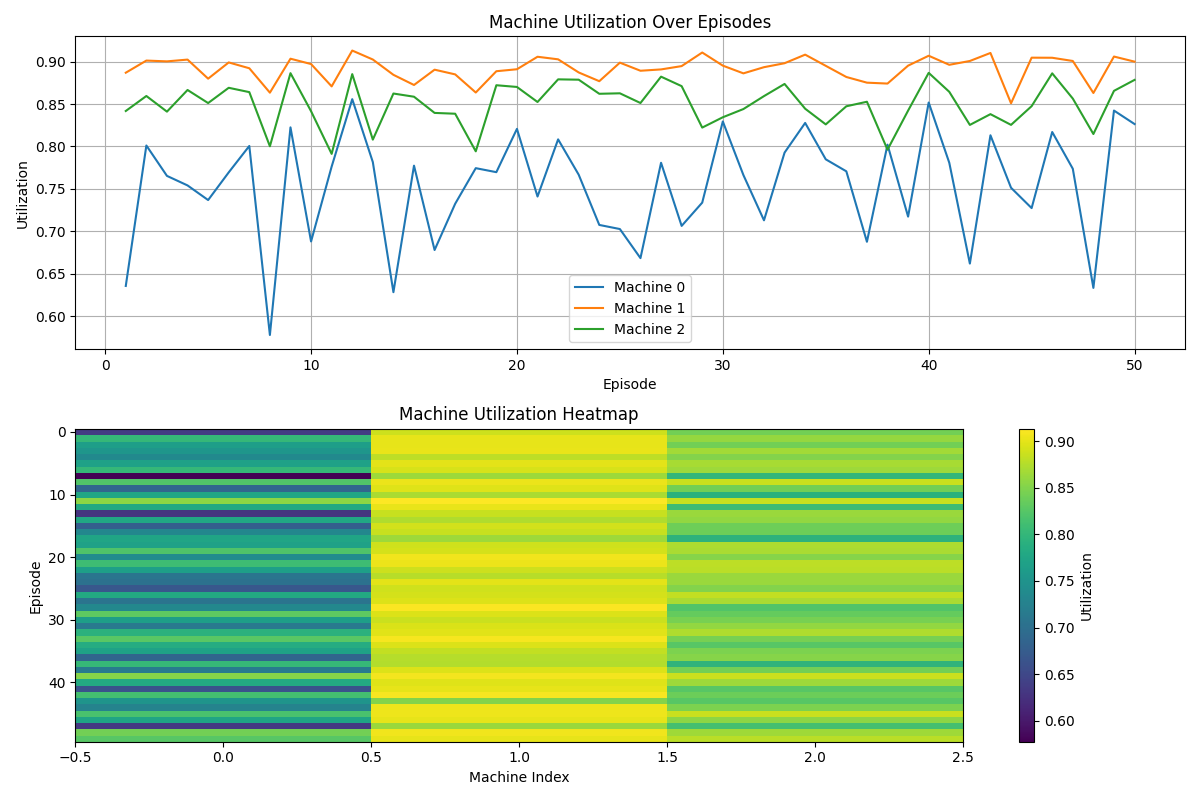 Machine Utilization Over Episodes
Utilization
0.90
0.85
0.80
0.75
0.70
0.65
0.60
Machine 0
Machine 1
Machine 2
0 10 20 30 40 50
Episode
Machine Utilization Heatmap
Episode
0
10
20
30
40
−0.5 0.0 0.5 1.0 1.5 2.0 2.5
Machine Index
0.90
0.85
0.80
0.75
0.70
0.65
0.60
Utilization